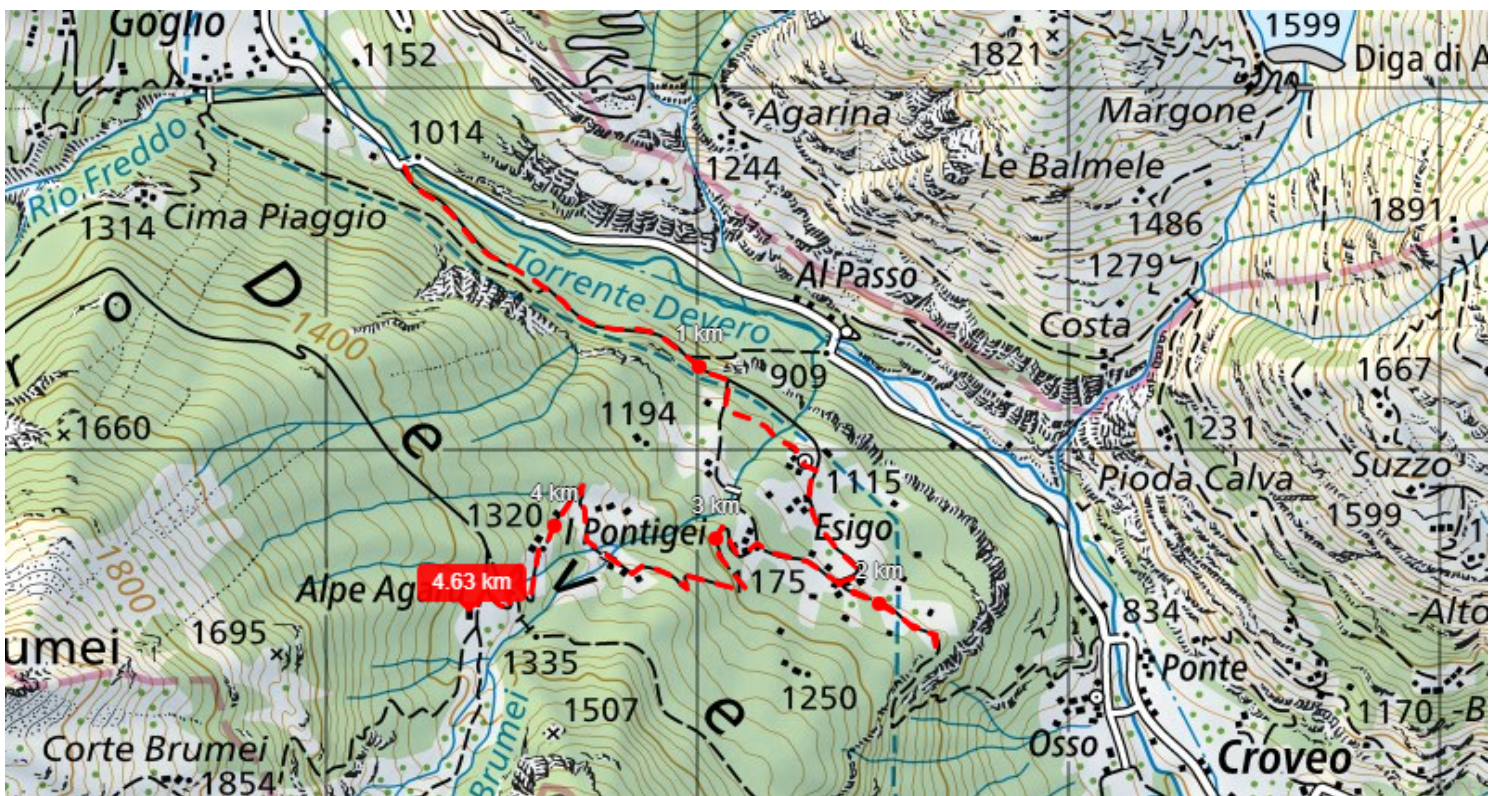 Goglio
1152
1821
1599
Diga di A
Agarina
Margone
1014
1244
Le Balmele
Rio Freddo
1314
Cima Piaggio
1486
1891
Torrente Devero
Al Passo
1279
V
D
o
1400
1 km
Costa
909
1667
r
1660
1194
e
1231
Suzzo
1115
Pioda Calva
4 km
3 km
1320
I Pontigei
Esigo
1599
1
1800
Alpe Aga
4.63 km
V
175
2 km
834
Alto
umei
1695
1335
Ponte
1250
1507
e
1170
-B
Corte Brumei
Osso
Croveo
1854
Brumei